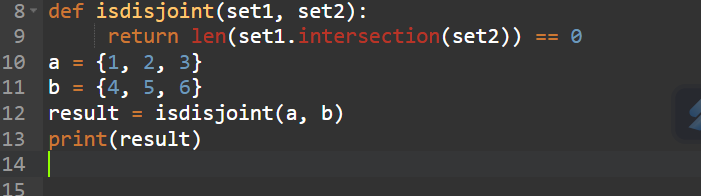 8 def isdisjoint(set1, set2):
9 return len(set1.intersection(set2)) == 0
10 a = {1, 2, 3}
11 b = {4, 5, 6}
12 result = isdisjoint(a, b)
13 print(result)
14
15